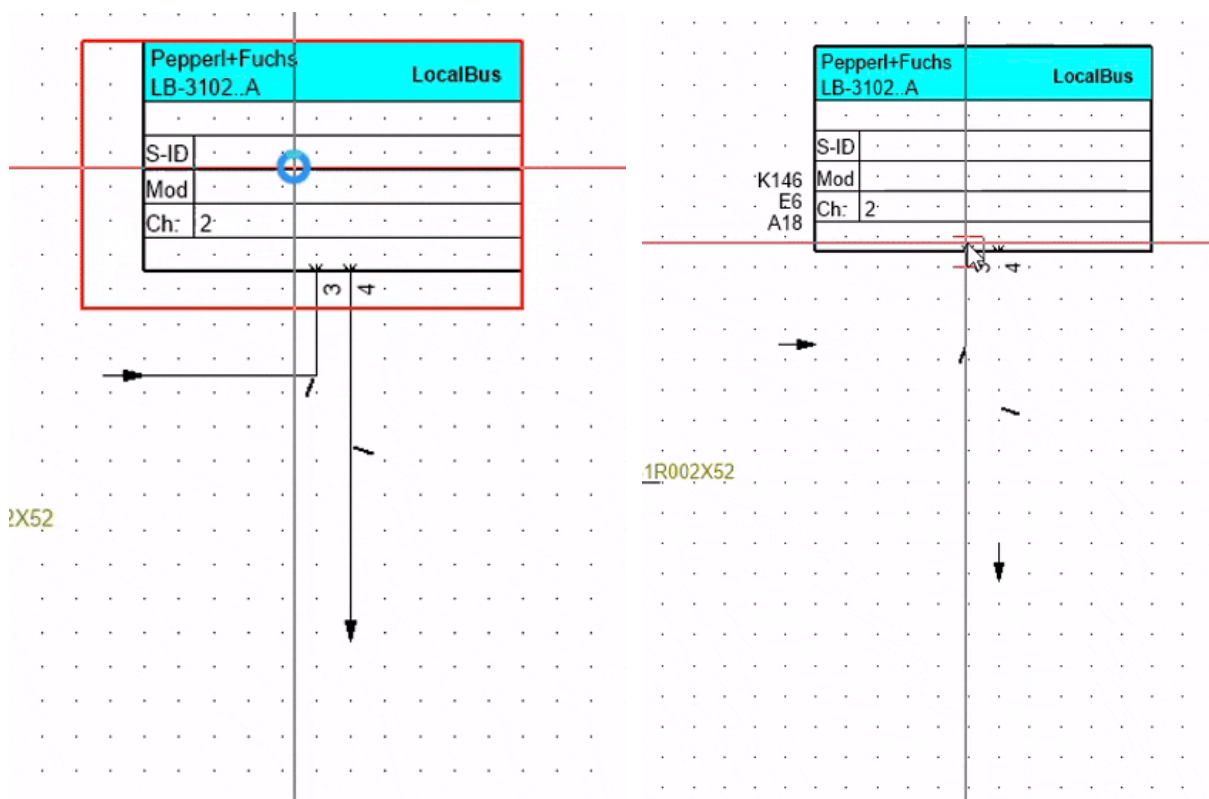 Pepperl+Fuchs
LB-3102..A
LocalBus
S-ID
Mod
Ch: 2
3 4
2X52
Pepperl+Fuchs
LB-3102..A
LocalBus
S-ID
K146 Mod
E6
A18
Ch: 2
3 4
1R002X52